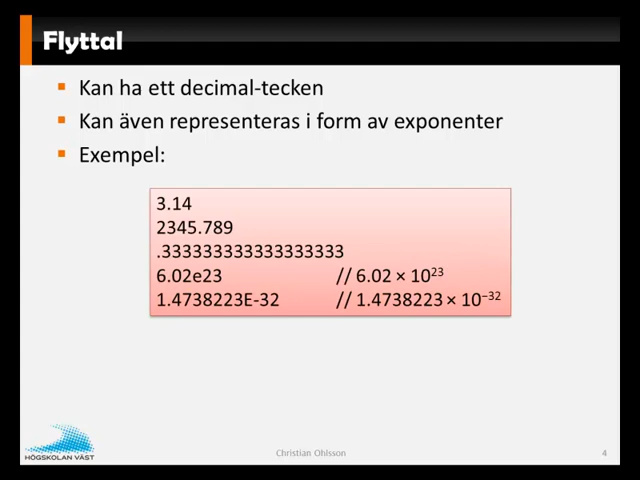 Flyttal
Kan ha ett decimal-tecken
Kan även representeras i form av exponenter
Exempel:
3.14
2345.789
.333333333333333333
6.02e23 // 6.02 × 10²³
1.4738223E-32 // 1.4738223 × 10⁻³²
HÖGSKOLAN VÄST
Christian Ohlsson
4